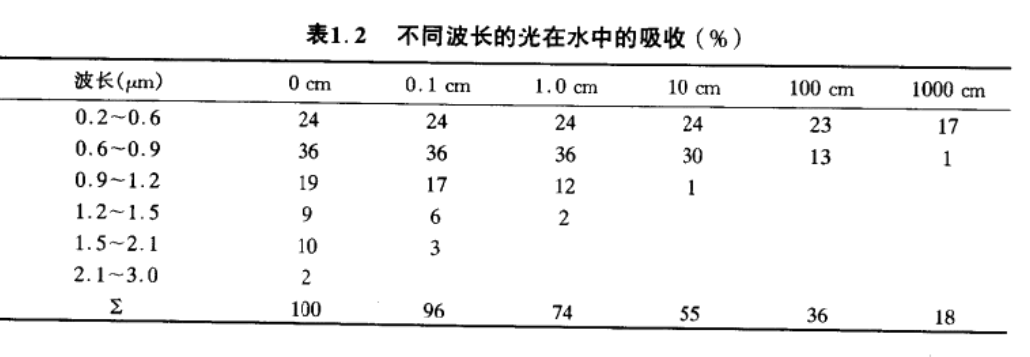 表1.2 不同波长的光在水中的吸收(%)
波长(μm) 0 cm 0.1 cm 1.0 cm 10 cm 100 cm 1000 cm
0.2~0.6 24 24 24 24 23 17
0.6~0.9 36 36 36 30 13 1
0.9~1.2 19 17 12 1
1.2~1.5 9 6 2
1.5~2.1 10 3
2.1~3.0 2
Σ 100 96 74 55 36 18